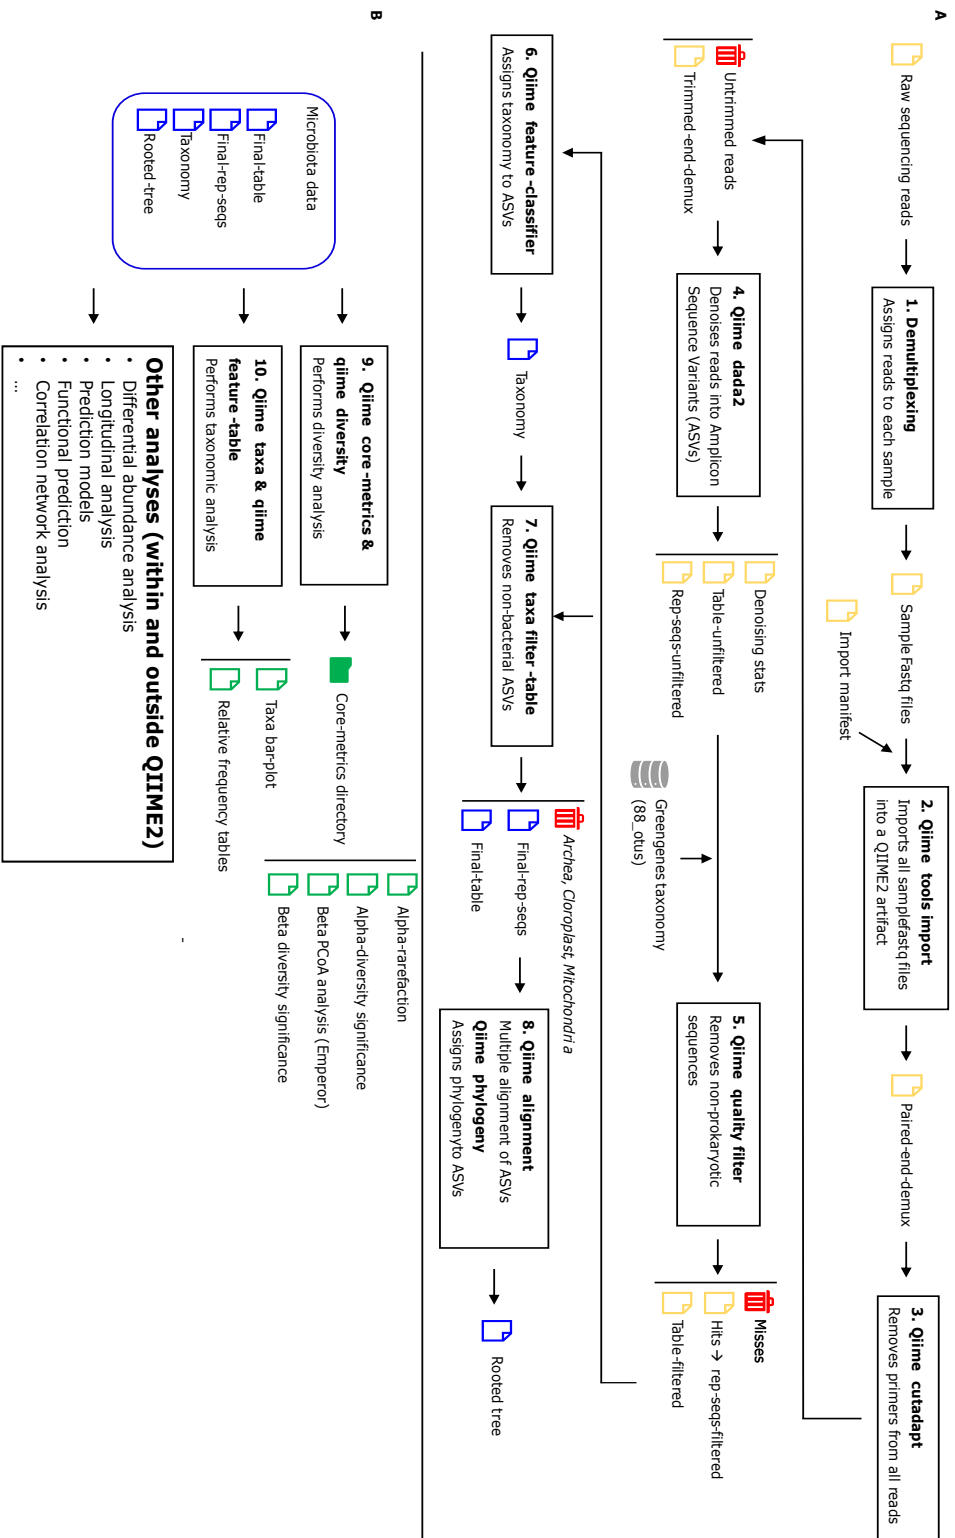 A
Raw sequencing reads
1. Demultiplexing
Assigns reads to each sample
Sample Fastq files
Import manifest
2. Qiime tools import
Imports all samplefastq files
into a QIIME2 artifact
Paired-end-demux
3. Qiime cutadapt
Removes primers from all reads
Untrimmed reads
Trimmed-end-demux
4. Qiime dada2
Denoises reads into Amplicon
Sequence Variants (ASVs)
Denoising stats
Table-unfiltered
Rep-seqs-unfiltered
Greengenes taxonomy
(88_otus)
5. Qiime quality filter
Removes non-prokaryotic
sequences
Misses
Hits → rep-seqs-filtered
Table-filtered
6. Qiime feature-classifier
Assigns taxonomy to ASVs
Taxonomy
7. Qiime taxa filter-table
Removes non-bacterial ASVs
Archea, Cloroplast, Mitochondri a
Final-rep-seqs
Final-table
8. Qiime alignment
Multiple alignment of ASVs
Qiime phylogeny
Assigns phylogenyto ASVs
Rooted tree
B
Microbiota data
Final-table
Final-rep-seqs
Taxonomy
Rooted-tree
9. Qiime core-metrics &
qiime diversity
Performs diversity analysis
Core-metrics directory
Alpha-rarefaction
Alpha-diversity significance
Beta PCoA analysis (Emperor)
Beta diversity significance
10. Qiime taxa & qiime
feature-table
Performs taxonomic analysis
Taxa bar-plot
Relative frequency tables
-
Other analyses (within and outside QIIME2)
• Differential abundance analysis
• Longitudinal analysis
• Prediction models
• Functional prediction
• Correlation network analysis
• ...